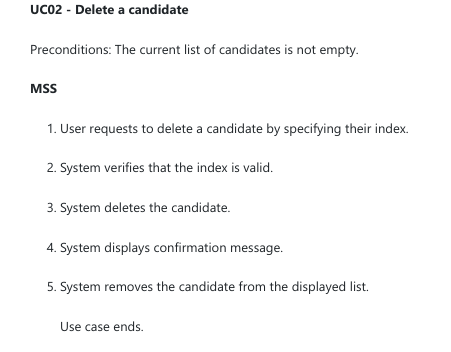 UC02 - Delete a candidate
Preconditions: The current list of candidates is not empty.
MSS
1. User requests to delete a candidate by specifying their index.
2. System verifies that the index is valid.
3. System deletes the candidate.
4. System displays confirmation message.
5. System removes the candidate from the displayed list.
Use case ends.